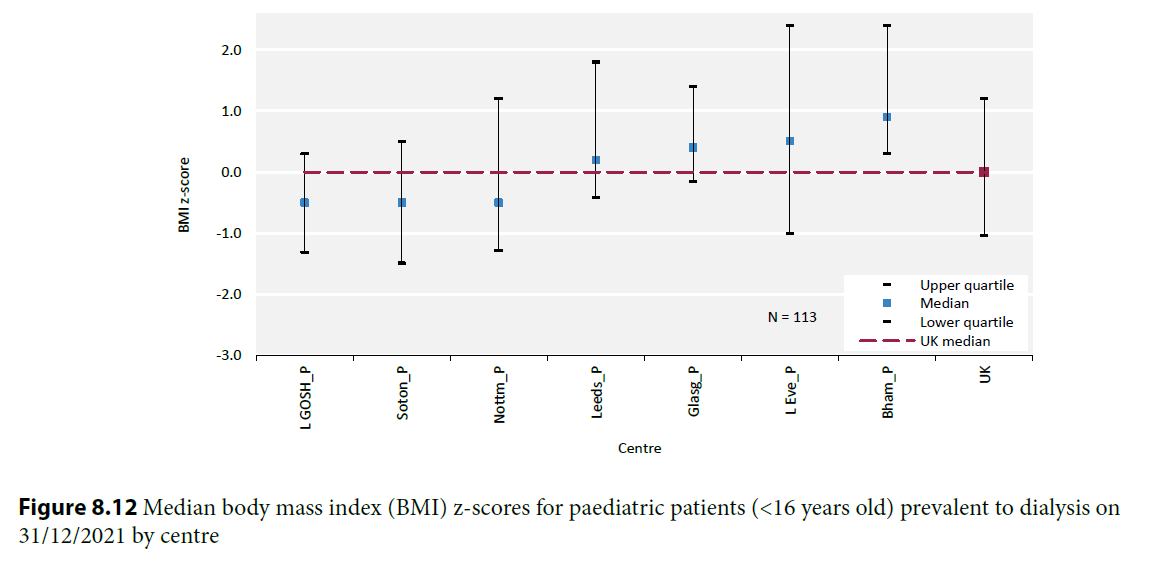 2.0
1.0
0.0
-1.0
-2.0
-3.0
BMI z-score
N = 113
Upper quartile
Median
Lower quartile
UK median
L GOSH_P
Soton_P
Nottm_P
Leeds_P
Glasg_P
L Eve_P
Bham_P
UK
Centre
Figure 8.12 Median body mass index (BMI) z-scores for paediatric patients (<16 years old) prevalent to dialysis on
31/12/2021 by centre